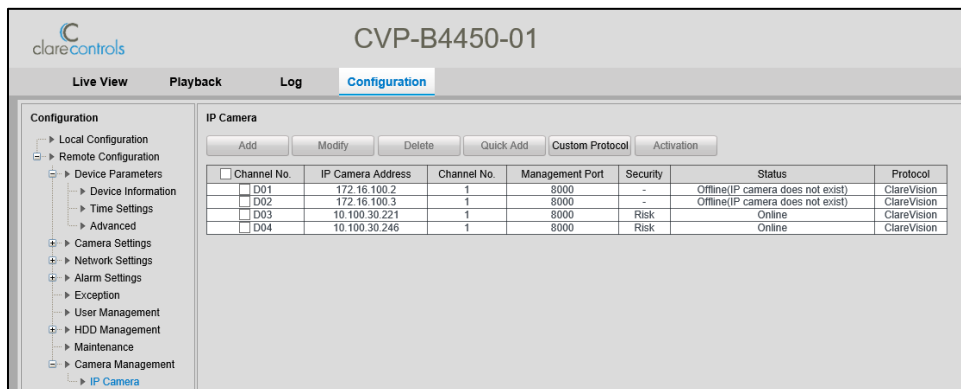 clarecontrols
CVP-B4450-01
Live View Playback Log Configuration
Configuration
Local Configuration
Remote Configuration
Device Parameters
Device Information
Time Settings
Advanced
Camera Settings
Network Settings
Alarm Settings
Exception
User Management
HDD Management
Maintenance
Camera Management
IP Camera
IP Camera
Add Modify Delete Quick Add Custom Protocol Activation
Channel No. IP Camera Address Channel No. Management Port Security Status Protocol
D01 172.16.100.2 1 8000 - Offline(IP camera does not exist) ClareVision
D02 172.16.100.3 1 8000 - Offline(IP camera does not exist) ClareVision
D03 10.100.30.221 1 8000 Risk Online ClareVision
D04 10.100.30.246 1 8000 Risk Online ClareVision